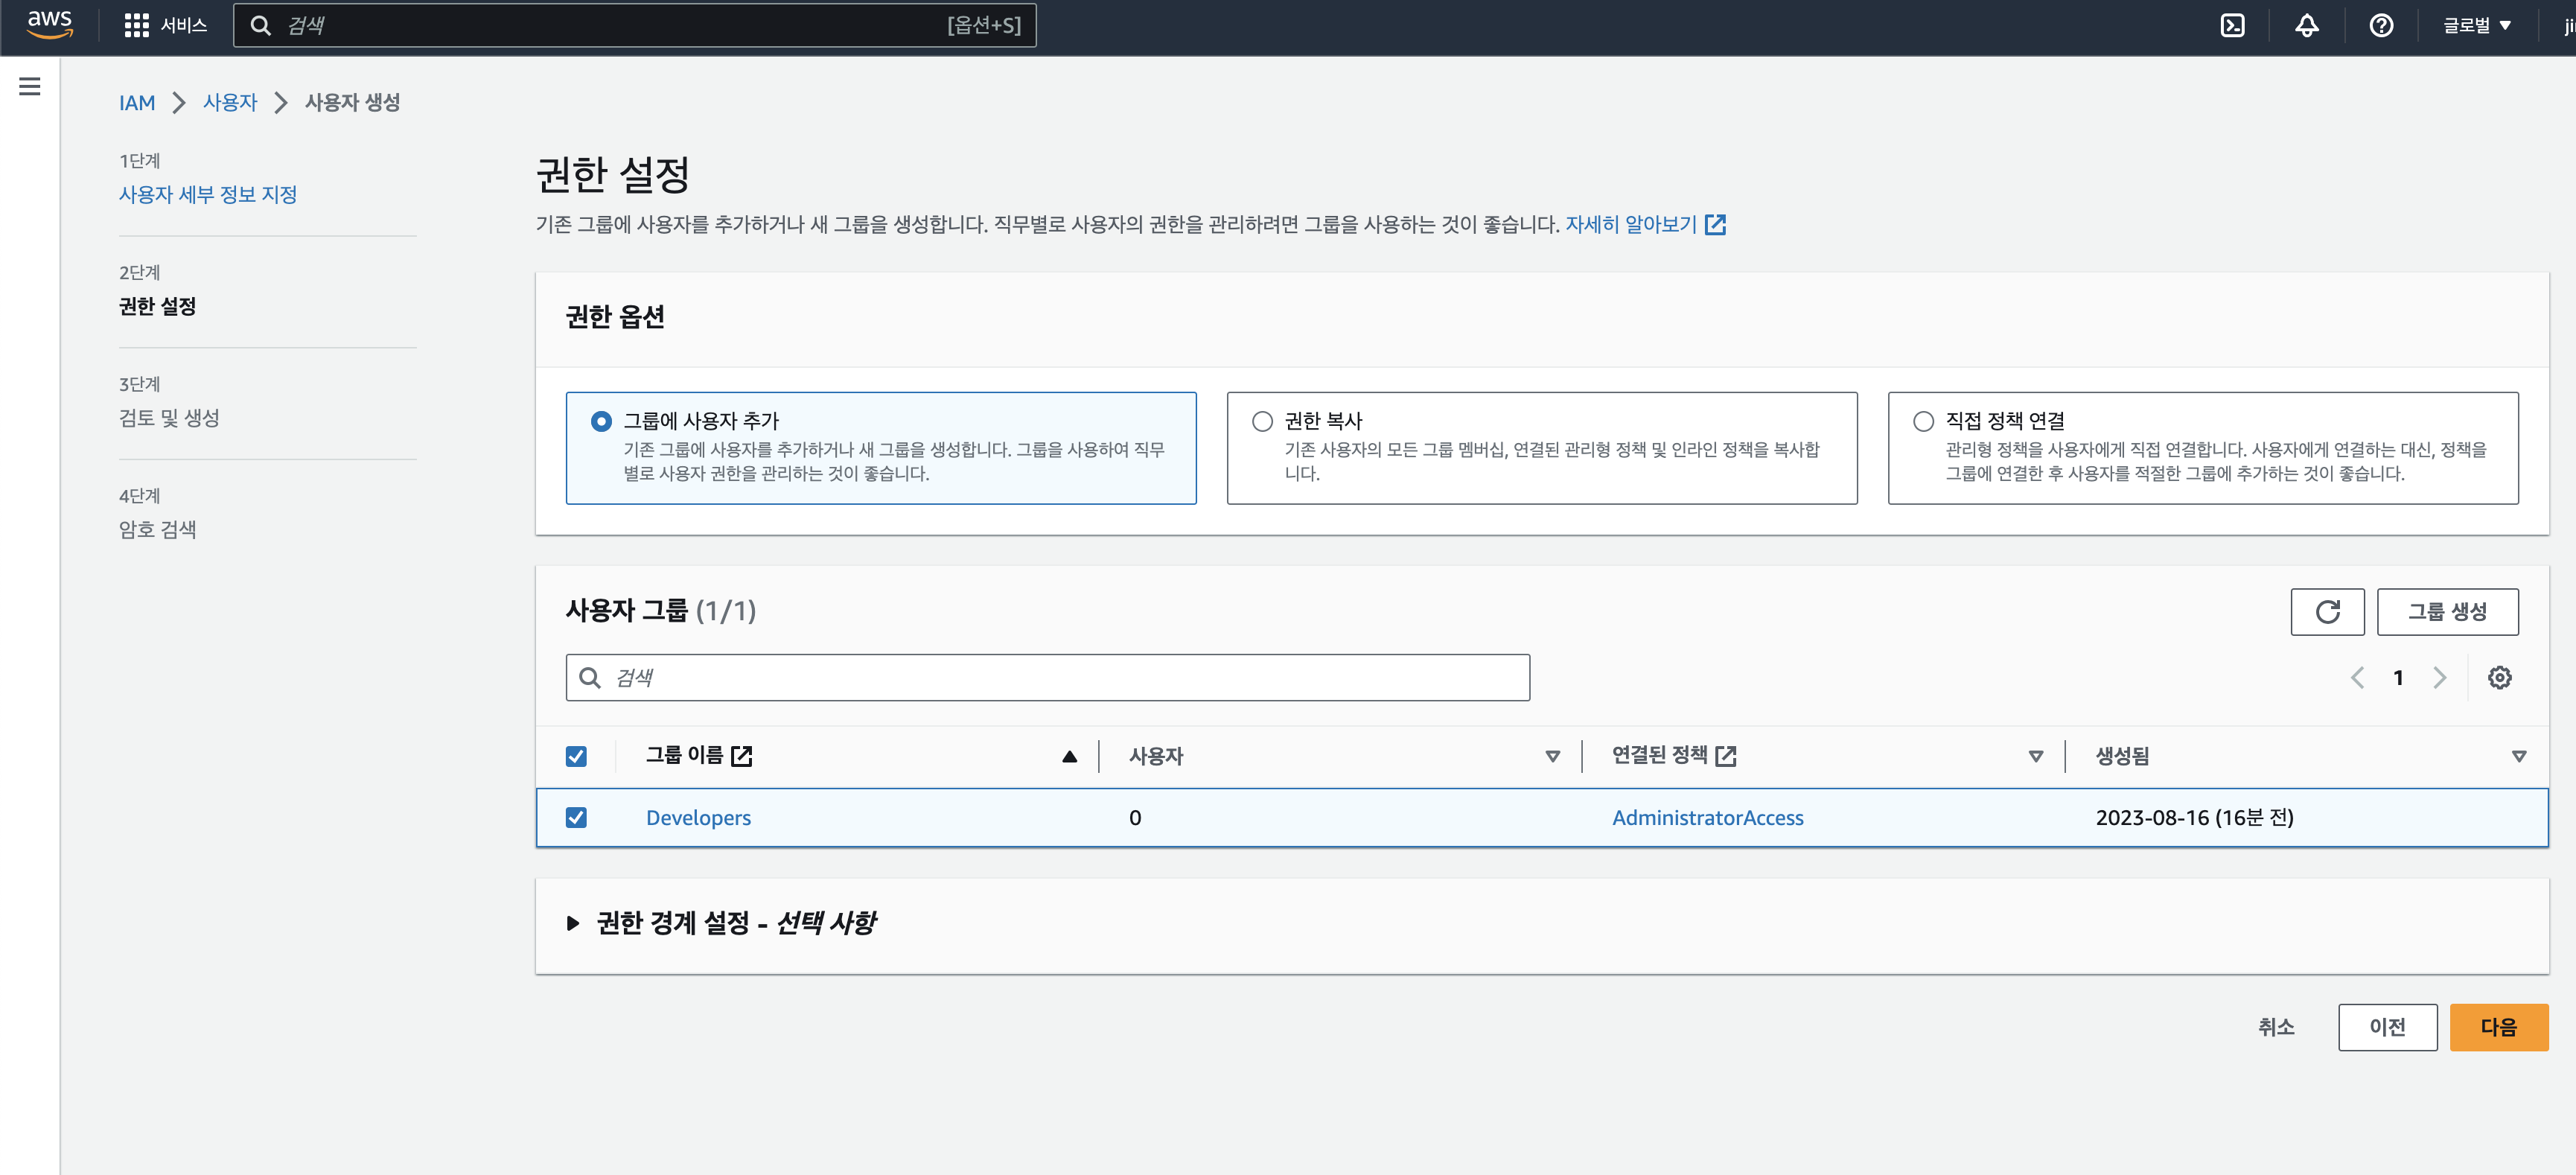 aws 서비스 검색 [옵션+S] 글로벌
IAM 사용자 사용자 생성
1단계
사용자 세부 정보 지정
2단계
권한 설정
3단계
검토 및 생성
4단계
암호 검색
권한 설정
기존 그룹에 사용자를 추가하거나 새 그룹을 생성합니다. 직무별로 사용자의 권한을 관리하려면 그룹을 사용하는 것이 좋습니다. 자세히 알아보기
권한 옵션
그룹에 사용자 추가
기존 그룹에 사용자를 추가하거나 새 그룹을 생성합니다. 그룹을 사용하여 직무
별로 사용자 권한을 관리하는 것이 좋습니다.
권한 복사
기존 사용자의 모든 그룹 멤버십, 연결된 관리형 정책 및 인라인 정책을 복사합
니다.
직접 정책 연결
관리형 정책을 사용자에게 직접 연결합니다. 사용자에게 연결하는 대신, 정책을
그룹에 연결한 후 사용자를 적절한 그룹에 추가하는 것이 좋습니다.
사용자 그룹 (1/1)
그룹 생성
검색
1
그룹 이름 사용자 연결된 정책 생성됨
Developers 0 AdministratorAccess 2023-08-16 (16분 전)
권한 경계 설정 - 선택 사항
취소 이전 다음